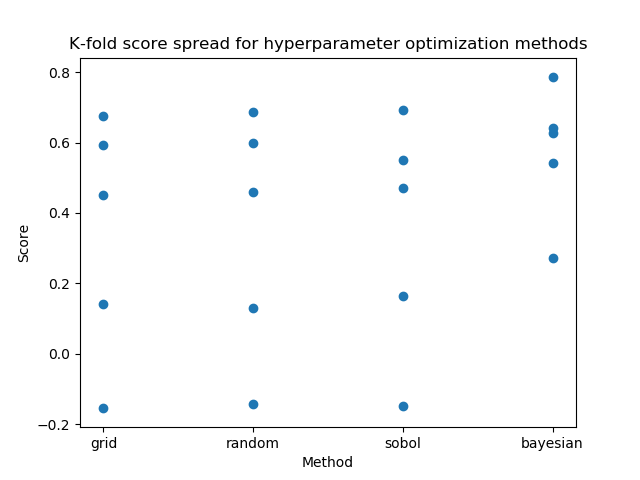 K-fold score spread for hyperparameter optimization methods
0.8
0.6
0.4
0.2
0.0
−0.2
Score
grid random sobol bayesian
Method